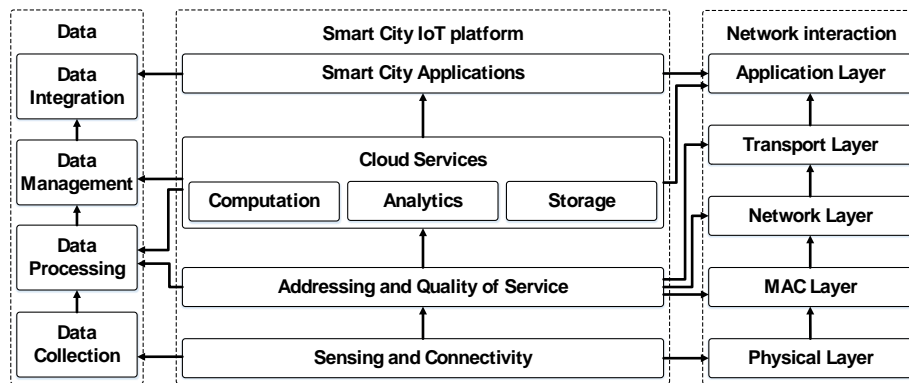 Data
Data
Integration
Data
Management
Data
Processing
Data
Collection
Smart City IoT platform
Smart City Applications
Cloud Services
Computation
Analytics
Storage
Addressing and Quality of Service
Sensing and Connectivity
Network interaction
Application Layer
Transport Layer
Network Layer
MAC Layer
Physical Layer